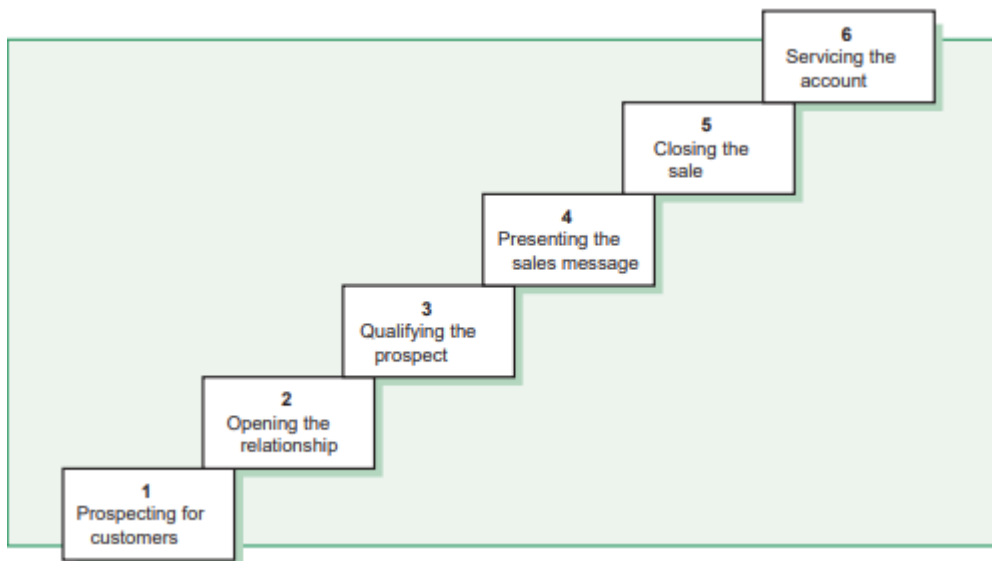 1
Prospecting for
customers
2
Opening the
relationship
3
Qualifying the
prospect
4
Presenting the
sales message
5
Closing the
sale
6
Servicing the
account